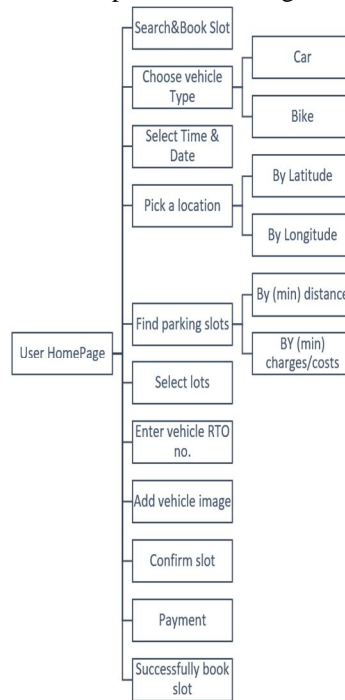 Search&Book Slot
Choose vehicle
Type
Car
Bike
Select Time &
Date
Pick a location
By Latitude
By Longitude
Find parking slots
By (min) distance
BY (min)
charges/costs
User HomePage
Select lots
Enter vehicle RTO
no.
Add vehicle image
Confirm slot
Payment
Successfully book
slot